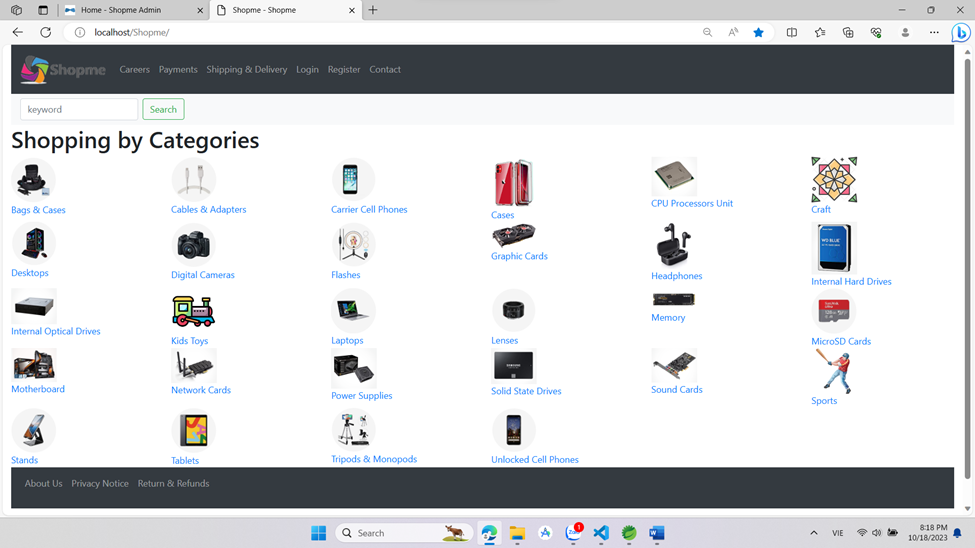 Home - Shopme Admin
Shopme - Shopme
localhost/Shopme/
Shopme Careers Payments Shipping & Delivery Login Register Contact
keyword Search
Shopping by Categories
Bags & Cases Cables & Adapters Carrier Cell Phones Cases CPU Processors Unit Craft
Desktops Digital Cameras Flashes Graphic Cards Headphones Internal Hard Drives
Internal Optical Drives Kids Toys Laptops Lenses Memory MicroSD Cards
Motherboard Network Cards Power Supplies Solid State Drives Sound Cards Sports
Stands Tablets Tripods & Monopods Unlocked Cell Phones
About Us Privacy Notice Return & Refunds
Search
1
VIE
8:18 PM
10/18/2023